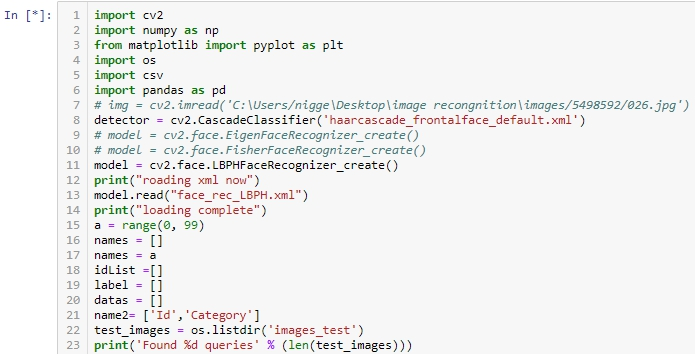 In [*]:
1 import cv2
2 import numpy as np
3 from matplotlib import pyplot as plt
4 import os
5 import csv
6 import pandas as pd
7 # img = cv2.imread('C:\Users/nigge\Desktop\image recongnition\images/5498592/026.jpg')
8 detector = cv2.CascadeClassifier('haarcascade_frontalface_default.xml')
9 # model = cv2.face.EigenFaceRecognizer_create()
10 # model = cv2.face.FisherFaceRecognizer_create()
11 model = cv2.face.LBPHFaceRecognizer_create()
12 print("roading xml now")
13 model.read("face_rec_LBPH.xml")
14 print("loading complete")
15 a = range(0, 99)
16 names = []
17 names = a
18 idList =[]
19 label = []
20 datas = []
21 name2= ['Id','Category']
22 test_images = os.listdir('images_test')
23 print('Found %d queries' % (len(test_images)))